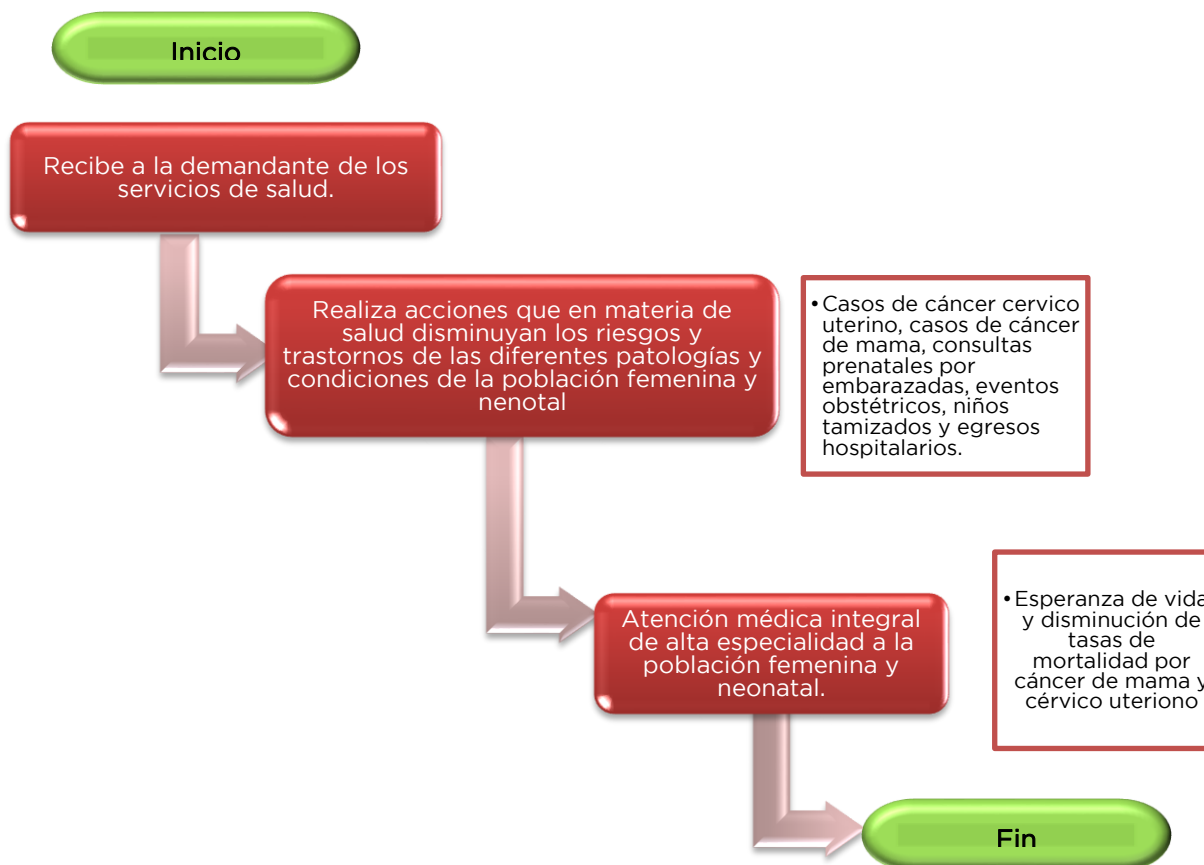 Inicio
Recibe a la demandante de los
servicios de salud.
Realiza acciones que en materia de
salud disminuyan los riesgos y
trastornos de las diferentes patologías y
condiciones de la población femenina y
nenotal
• Casos de cáncer cervico
uterino, casos de cáncer
de mama, consultas
prenatales por
embarazadas, eventos
obstétricos, niños
tamizados y egresos
hospitalarios.
Atención médica integral
de alta especialidad a la
población femenina y
neonatal.
• Esperanza de vida
y disminución de
tasas de
mortalidad por
cáncer de mama y
cérvico uteriono
Fin